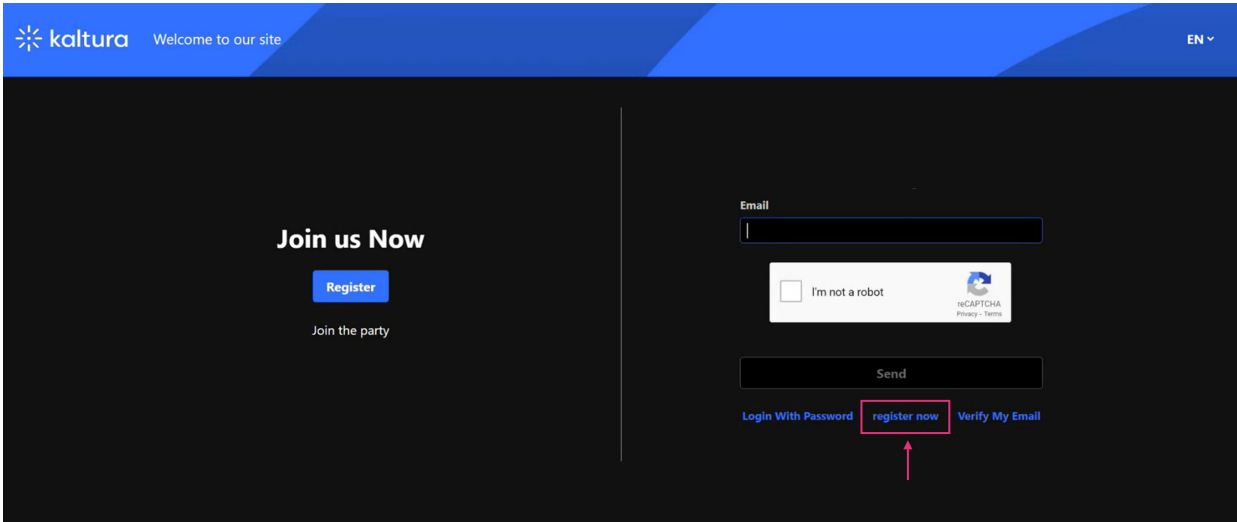 kaltura Welcome to our site EN
Join us Now
Register
Join the party
Email
I'm not a robot
reCAPTCHA
Privacy - Terms
Send
Login With Password register now Verify My Email